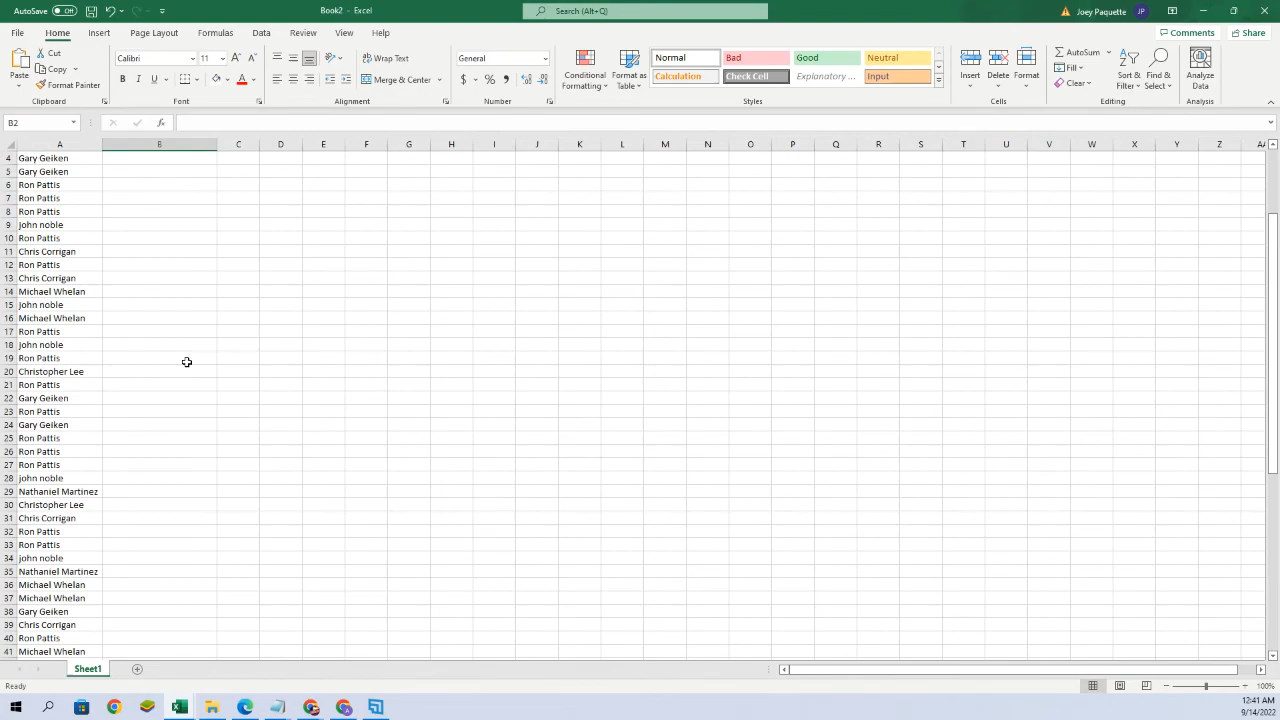 AutoSave Off Book2 - Excel Search (Alt+Q) Joey Paquette JP
File Home Insert Page Layout Formulas Data Review View Help Comments Share
Paste Cut Copy Format Painter Clipboard
Calibri 11 A A B I U A Font
Wrap Text Merge & Center Alignment
General $ % , Number
Conditional Formatting Format as Table Normal Bad Good Neutral
Calculation Check Cell Explanatory ... Input Styles
Insert Delete Format Cells
AutoSum Fill Clear Sort & Filter Find & Select Editing
Analyze Data Analysis
B2 fx
A B C D E F G H I J K L M N O P Q R S T U V W X Y Z AA
4 Gary Geiken
5 Gary Geiken
6 Ron Pattis
7 Ron Pattis
8 Ron Pattis
9 John noble
10 Ron Pattis
11 Chris Corrigan
12 Ron Pattis
13 Chris Corrigan
14 Michael Whelan
15 John noble
16 Michael Whelan
17 Ron Pattis
18 John noble
19 Ron Pattis
20 Christopher Lee
21 Ron Pattis
22 Gary Geiken
23 Ron Pattis
24 Gary Geiken
25 Ron Pattis
26 Ron Pattis
27 Ron Pattis
28 john noble
29 Nathaniel Martinez
30 Christopher Lee
31 Chris Corrigan
32 Ron Pattis
33 Ron Pattis
34 john noble
35 Nathaniel Martinez
36 Michael Whelan
37 Michael Whelan
38 Gary Geiken
39 Chris Corrigan
40 Ron Pattis
41 Michael Whelan
Sheet1
Ready 100%
12:41 AM
9/14/2022